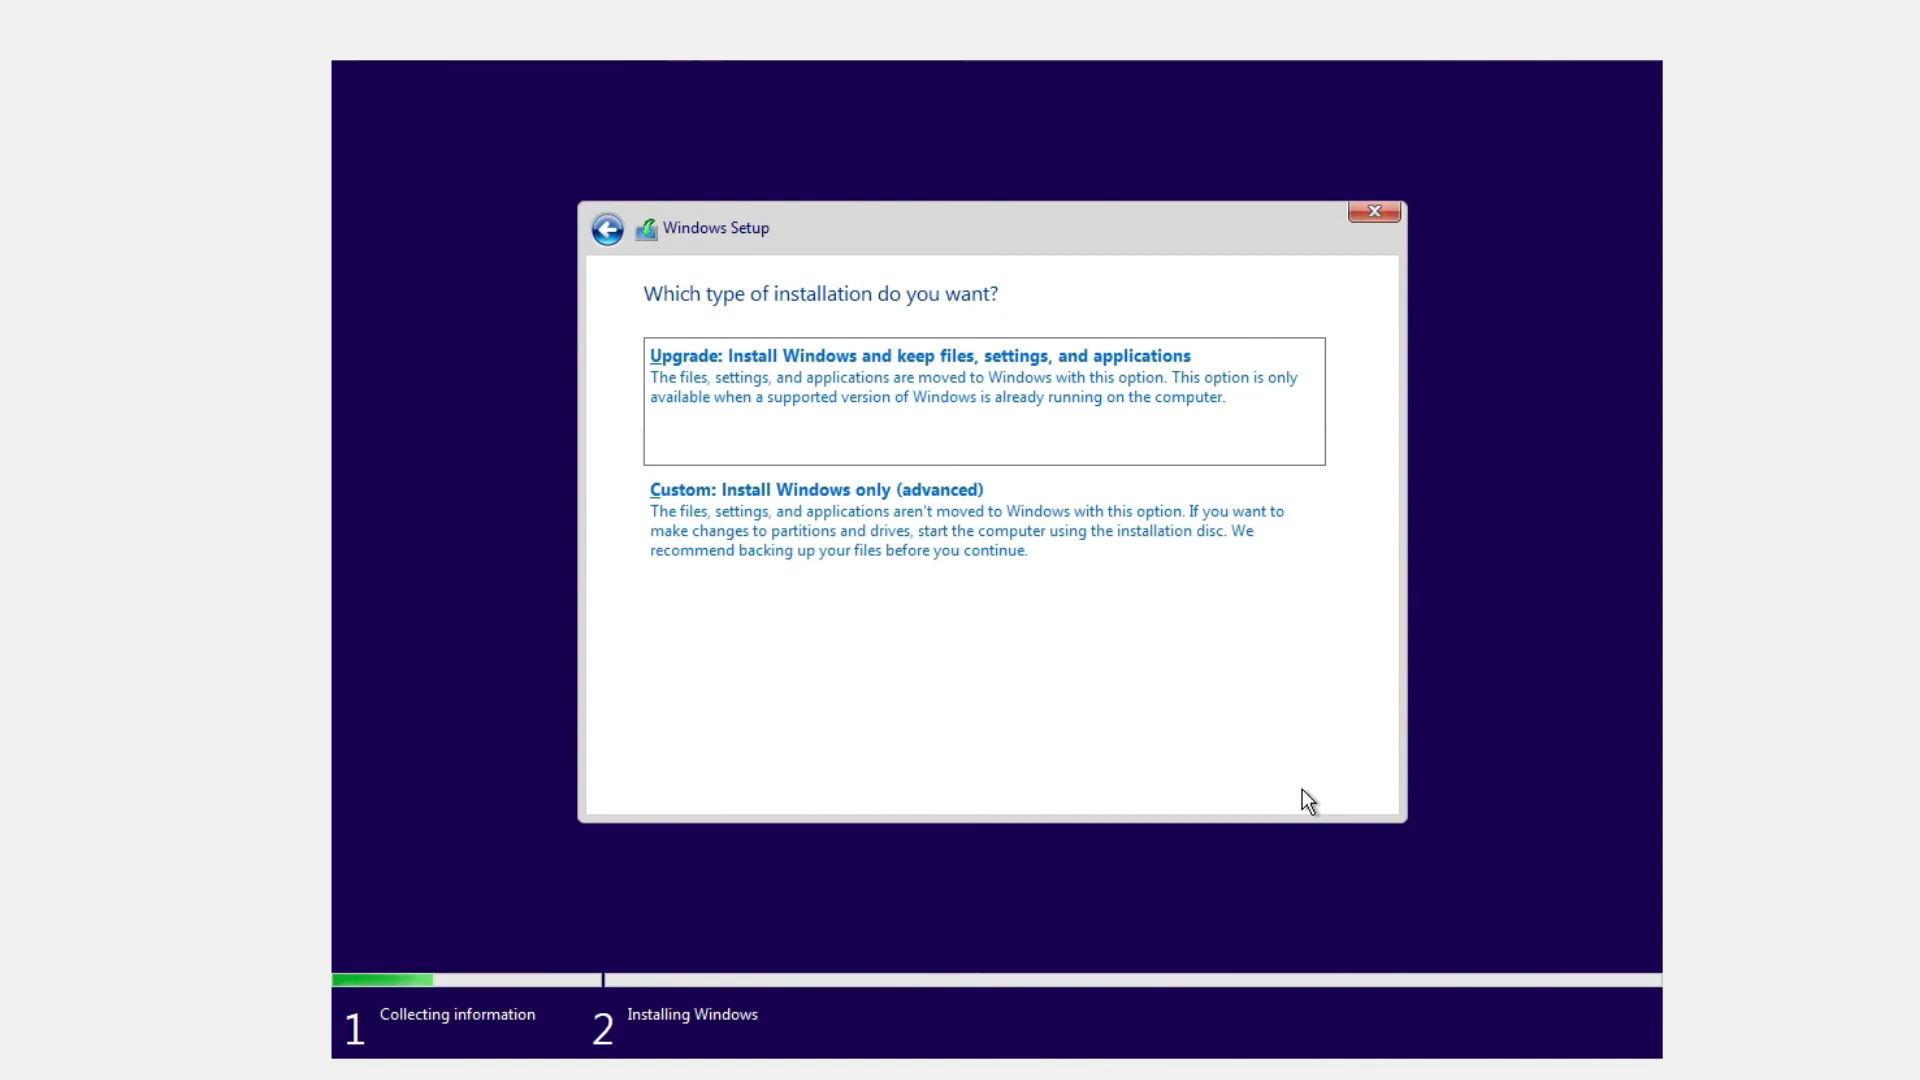 Windows Setup
Which type of installation do you want?
Upgrade: Install Windows and keep files, settings, and applications
The files, settings, and applications are moved to Windows with this option. This option is only
available when a supported version of Windows is already running on the computer.
Custom: Install Windows only (advanced)
The files, settings, and applications aren't moved to Windows with this option. If you want to
make changes to partitions and drives, start the computer using the installation disc. We
recommend backing up your files before you continue.
1 Collecting information 2 Installing Windows